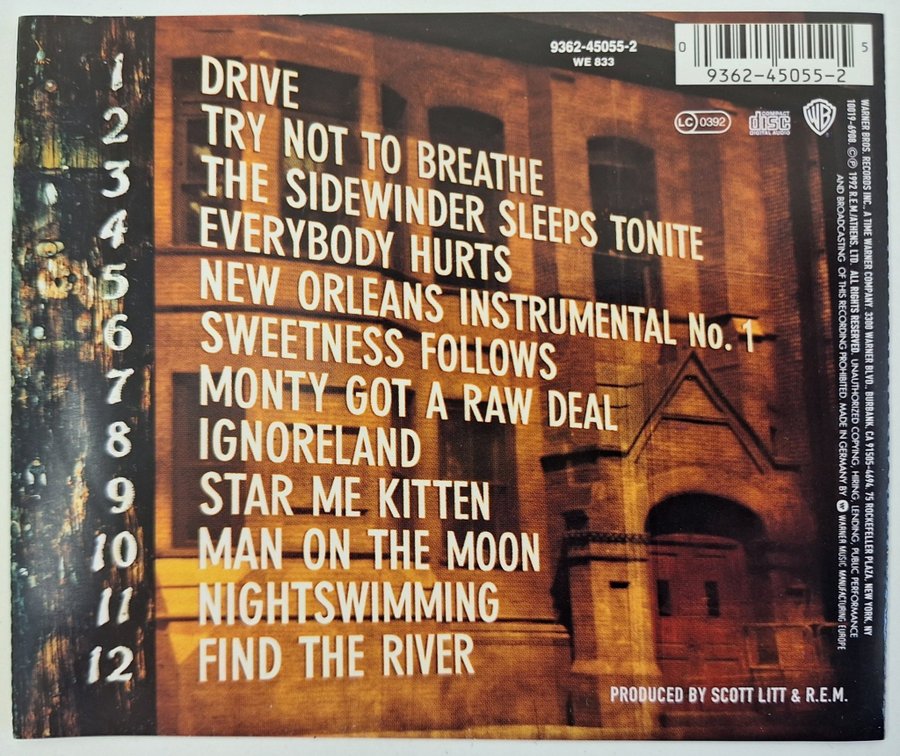 1 DRIVE
2 TRY NOT TO BREATHE
3 THE SIDEWINDER SLEEPS TONITE
4 EVERYBODY HURTS
5 NEW ORLEANS INSTRUMENTAL No. 1
6 SWEETNESS FOLLOWS
7 MONTY GOT A RAW DEAL
8 IGNORELAND
9 STAR ME KITTEN
10 MAN ON THE MOON
11 NIGHTSWIMMING
12 FIND THE RIVER
9362-45055-2
WE 833
0 5
9362-45055-2
LC 0392
COMPACT
disc
DIGITAL AUDIO
WB
WARNER BROS. RECORDS INC., A TIME WARNER COMPANY, 3300 WARNER BLVD., BURBANK, CA 91505-4694, 75 ROCKEFELLER PLAZA, NEW YORK, NY
10019-6908. ©℗ 1992 R.E.M./ATHENS, LTD. ALL RIGHTS RESERVED. UNAUTHORIZED COPYING, HIRING, LENDING, PUBLIC PERFORMANCE
AND BROADCASTING OF THIS RECORDING PROHIBITED. MADE IN GERMANY BY WARNER MUSIC MANUFACTURING EUROPE
PRODUCED BY SCOTT LITT & R.E.M.